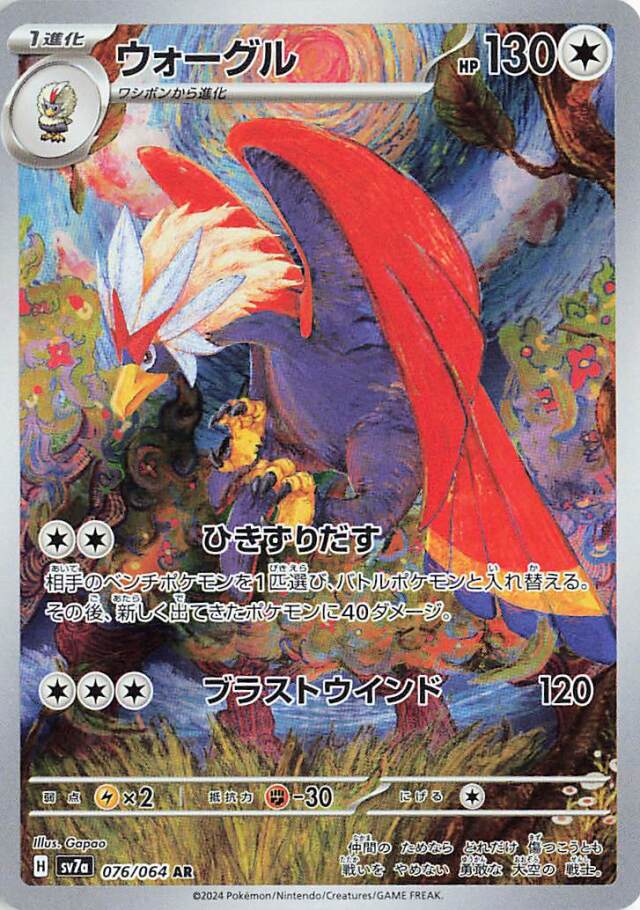 1進化
ウォーグル
HP 130
ワシボンから進化
ひきずりだす
相手のベンチポケモンを1匹選び、バトルポケモンと入れ替える。
その後、新しく出てきたポケモンに40ダメージ。
ブラストウインド 120
弱点 ×2 抵抗力 -30 にげる
Illus. Gapao
仲間の ためなら どれだけ 傷つこうとも
戦いを やめない 勇敢な 大空の 戦士。
H sv7a 076/064 AR
©2024 Pokémon/Nintendo/Creatures/GAME FREAK.